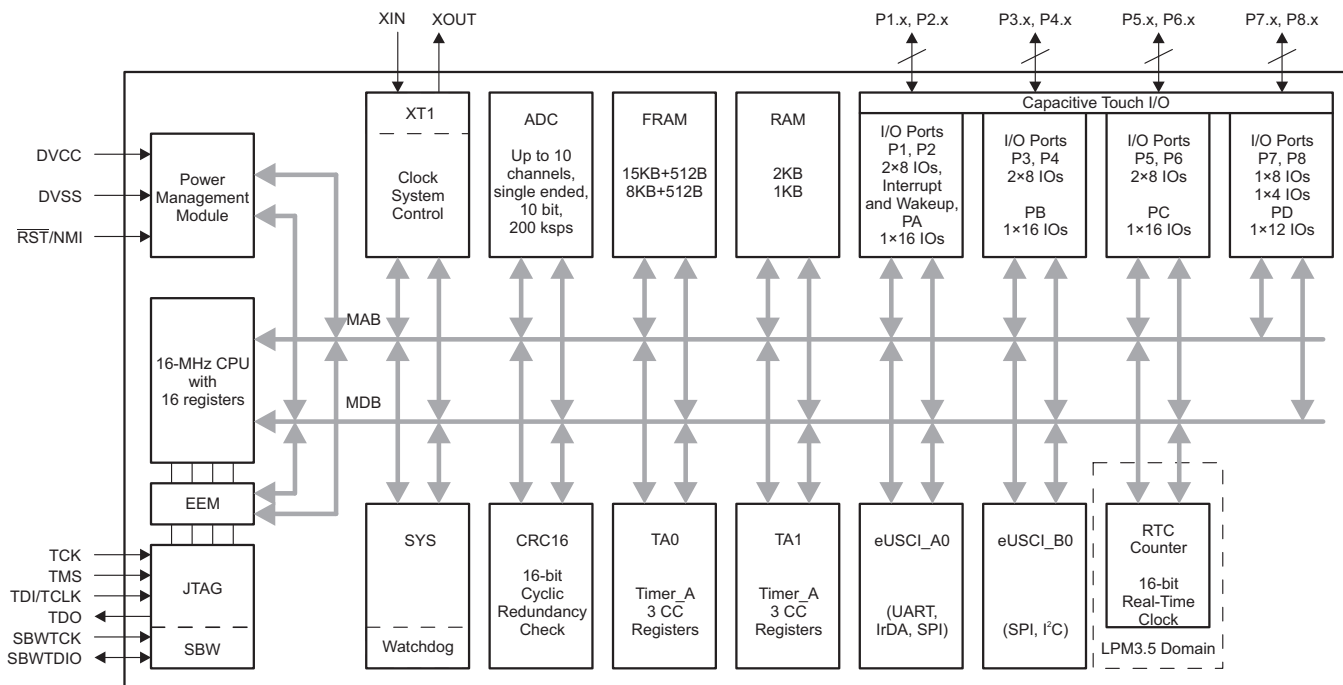 XIN
XOUT
P1.x, P2.x
P3.x, P4.x
P5.x, P6.x
P7.x, P8.x
DVCC
DVSS
RST/NMI
Power
Management
Module
XT1
Clock
System
Control
ADC
Up to 10
channels,
single ended,
10 bit,
200 ksps
FRAM
15KB+512B
8KB+512B
RAM
2KB
1KB
Capacitive Touch I/O
I/O Ports
P1, P2
2×8 IOs,
Interrupt
and Wakeup,
PA
1×16 IOs
I/O Ports
P3, P4
2×8 IOs
PB
1×16 IOs
I/O Ports
P5, P6
2×8 IOs
PC
1×16 IOs
I/O Ports
P7, P8
1×8 IOs
1×4 IOs
PD
1×12 IOs
16-MHz CPU
with
16 registers
MAB
MDB
EEM
TCK
TMS
TDI/TCLK
TDO
SBWTCK
SBWTDIO
JTAG
SBW
SYS
Watchdog
CRC16
16-bit
Cyclic
Redundancy
Check
TA0
Timer_A
3 CC
Registers
TA1
Timer_A
3 CC
Registers
eUSCI_A0
(UART,
IrDA, SPI)
eUSCI_B0
(SPI, I²C)
RTC
Counter
16-bit
Real-Time
Clock
LPM3.5 Domain